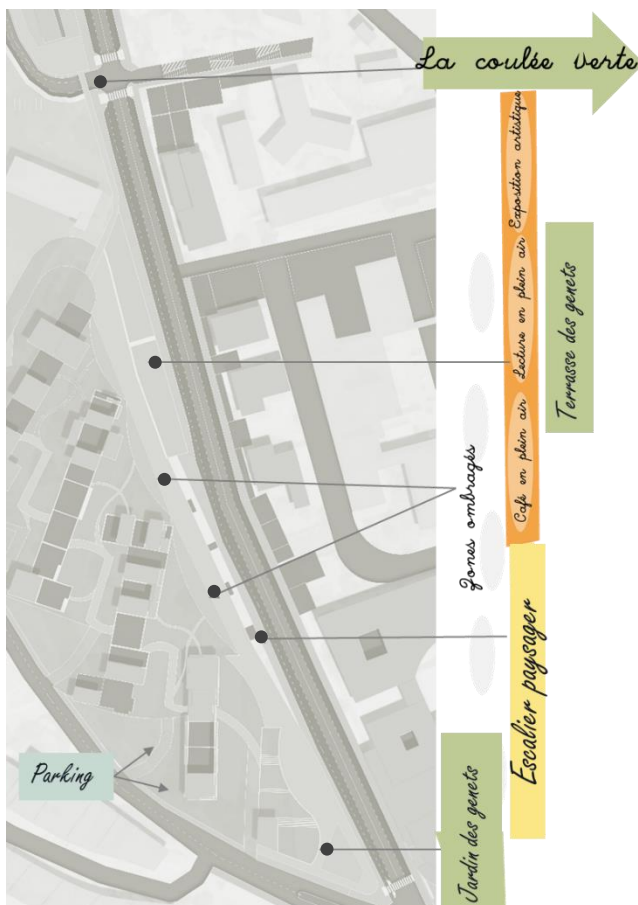 La coulée verte
Exposition artistique
Lecture en plein air
Café en plein air
Terrasse des genets
Zones ombragés
Escalier paysager
Parking
Jardin des genets